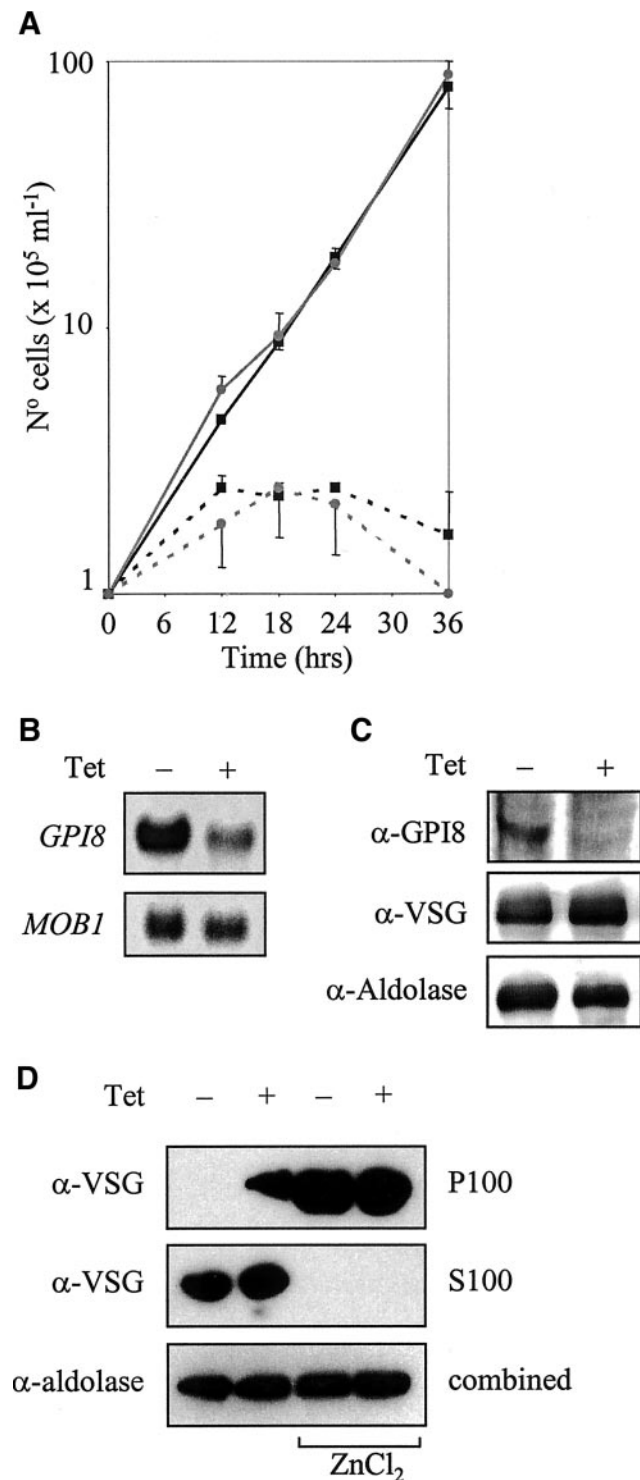 A
Nº cells (x 10⁵ ml⁻¹)
100
10
1
0 6 12 18 24 30 36
Time (hrs)
B
Tet − +
GPI8
MOB1
C
Tet − +
α-GPI8
α-VSG
α-Aldolase
D
Tet − + − +
α-VSG P100
α-VSG S100
α-aldolase combined
ZnCl₂